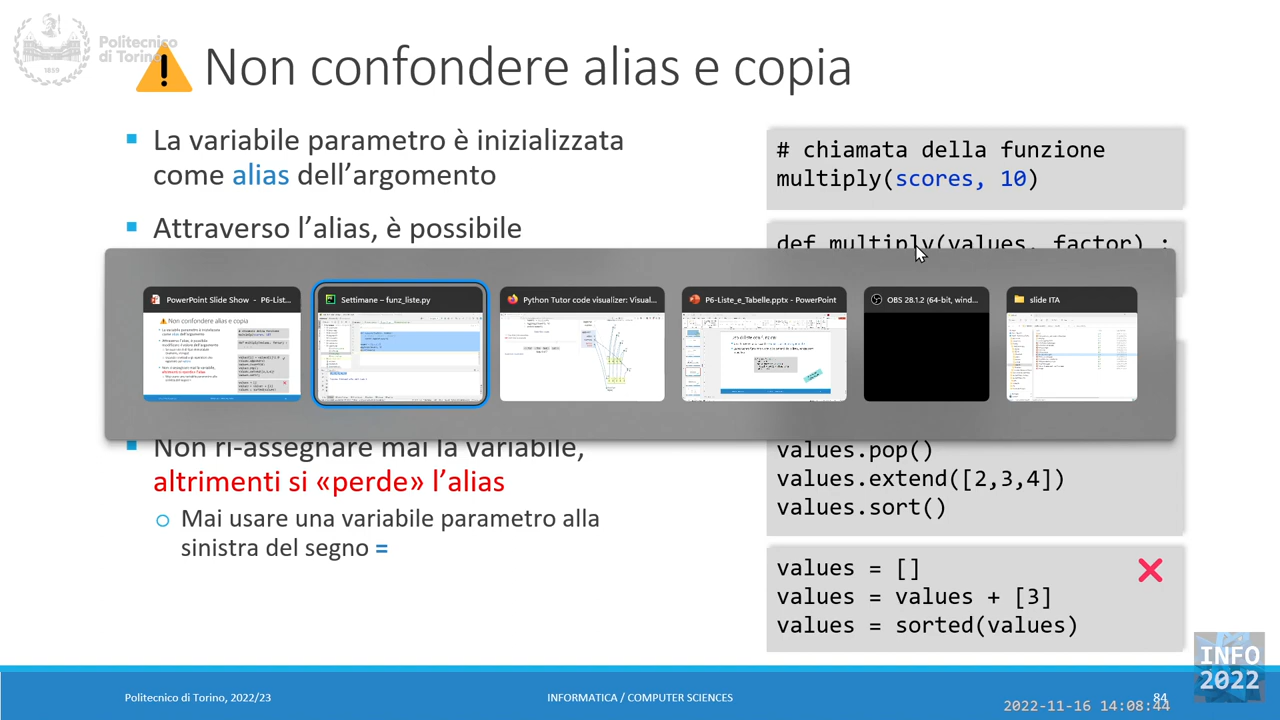 Politecnico
di Torino
1859
Non confondere alias e copia
La variabile parametro è inizializzata
come alias dell’argomento
Attraverso l’alias, è possibile
# chiamata della funzione
multiply(scores, 10)
def multiply(values, factor) :
PowerPoint Slide Show - P6-List...
Settimane – funz_liste.py
Python Tutor code visualizer: Visual...
P6-Liste_e_Tabelle.pptx - PowerPoint
OBS 28.1.2 (64-bit, wind...
slide ITA
Non confondere alias e copia
Non ri-assegnare mai la variabile,
altrimenti si «perde» l’alias
Mai usare una variabile parametro alla
sinistra del segno =
values.pop()
values.extend([2,3,4])
values.sort()
values = []
values = values + [3]
values = sorted(values)
INFO
2022
Politecnico di Torino, 2022/23
INFORMATICA / COMPUTER SCIENCES
84
2022-11-16 14:08:44